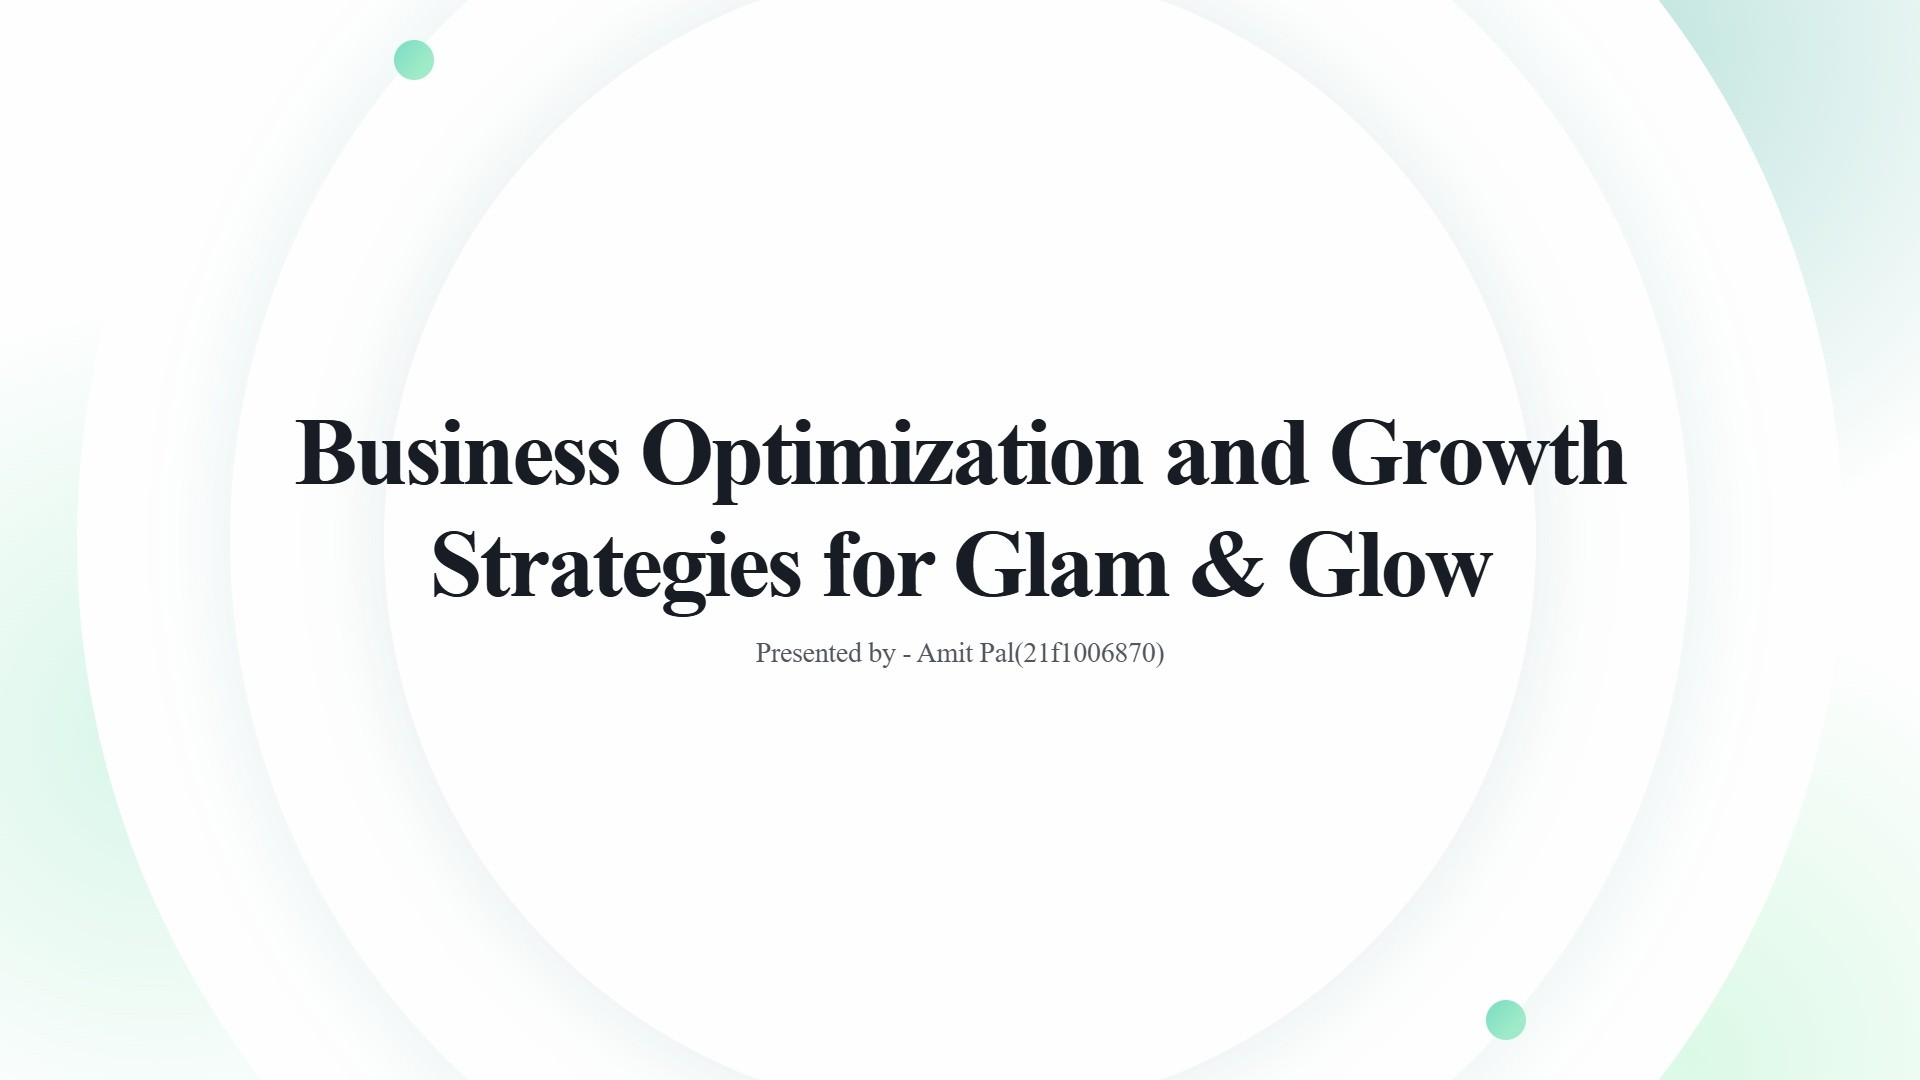 Business Optimization and Growth
Strategies for Glam & Glow
Presented by - Amit Pal(21f1006870)